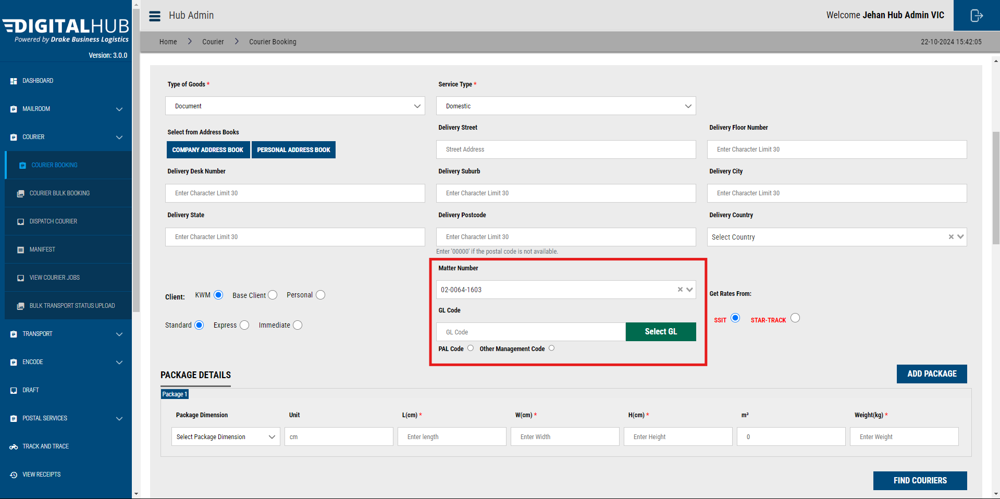 DIGITALHUB
Powered by Drake Business Logistics
Version: 3.0.0
DASHBOARD
MAILROOM
COURIER
COURIER BOOKING
COURIER BULK BOOKING
DISPATCH COURIER
MANIFEST
VIEW COURIER JOBS
BULK TRANSPORT STATUS UPLOAD
TRANSPORT
ENCODE
DRAFT
POSTAL SERVICES
TRACK AND TRACE
VIEW RECEIPTS
Hub Admin
Welcome Jehan Hub Admin VIC
Home > Courier > Courier Booking
22-10-2024 15:42:05
Type of Goods * Service Type *
Document Domestic
Select from Address Books Delivery Street Delivery Floor Number
COMPANY ADDRESS BOOK PERSONAL ADDRESS BOOK Street Address Enter Character Limit 30
Delivery Desk Number Delivery Suburb Delivery City
Enter Character Limit 30 Enter Character Limit 30 Enter Character Limit 30
Delivery State Delivery Postcode Delivery Country
Enter Character Limit 30 Enter Character Limit 30 Select Country
Enter '00000' if the postal code is not available.
Client: KWM Base Client Personal
Standard Express Immediate
Matter Number
02-0064-1603
GL Code
GL Code Select GL
PAL Code Other Management Code
Get Rates From:
SSIT STAR-TRACK
PACKAGE DETAILS
ADD PACKAGE
Package 1
Package Dimension Unit L(cm) * W(cm) * H(cm) * m³ Weight(kg) *
Select Package Dimension cm Enter length Enter Width Enter Height 0 Enter Weight
FIND COURIERS